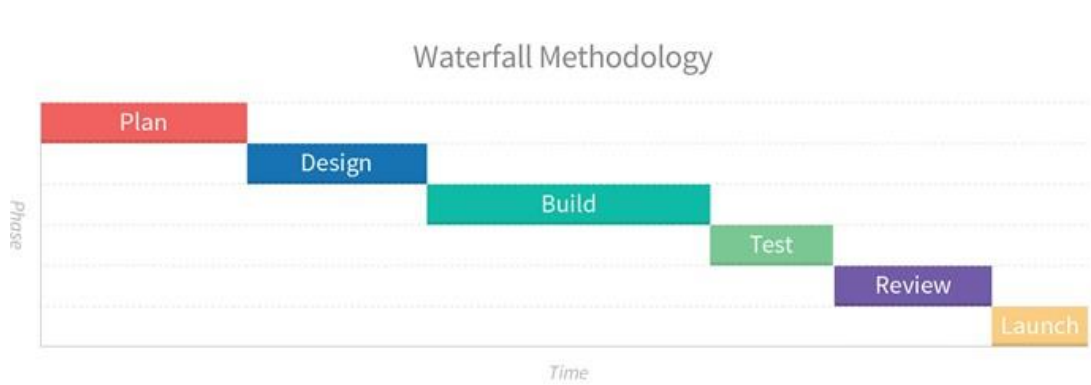 Waterfall Methodology
Plan
Design
Build
Phase
Test
Review
Launch
Time